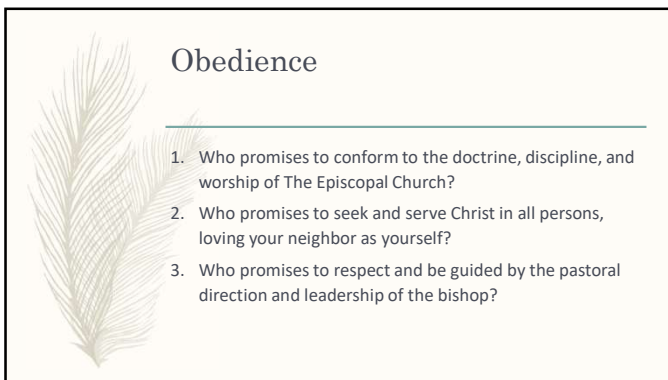 Obedience
1. Who promises to conform to the doctrine, discipline, and
worship of The Episcopal Church?
2. Who promises to seek and serve Christ in all persons,
loving your neighbor as yourself?
3. Who promises to respect and be guided by the pastoral
direction and leadership of the bishop?